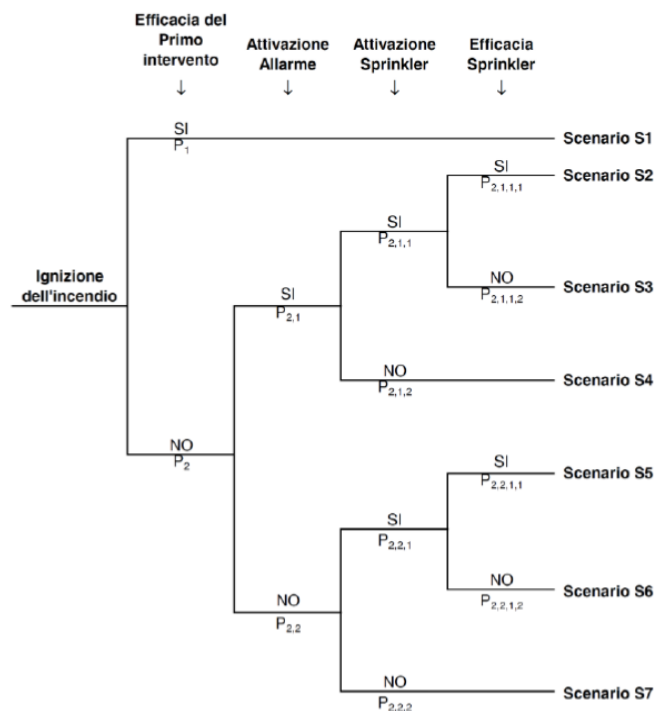 Efficacia del
Primo
intervento
Attivazione
Allarme
Attivazione
Sprinkler
Efficacia
Sprinkler
↓ ↓ ↓ ↓
SI
P1
Scenario S1
SI
P2,1,1,1
Scenario S2
SI
P2,1,1
NO
P2,1,1,2
Scenario S3
Ignizione
dell'incendio
SI
P2,1
NO
P2,1,2
Scenario S4
NO
P2
SI
P2,2,1,1
Scenario S5
SI
P2,2,1
NO
P2,2,1,2
Scenario S6
NO
P2,2
NO
P2,2,2
Scenario S7